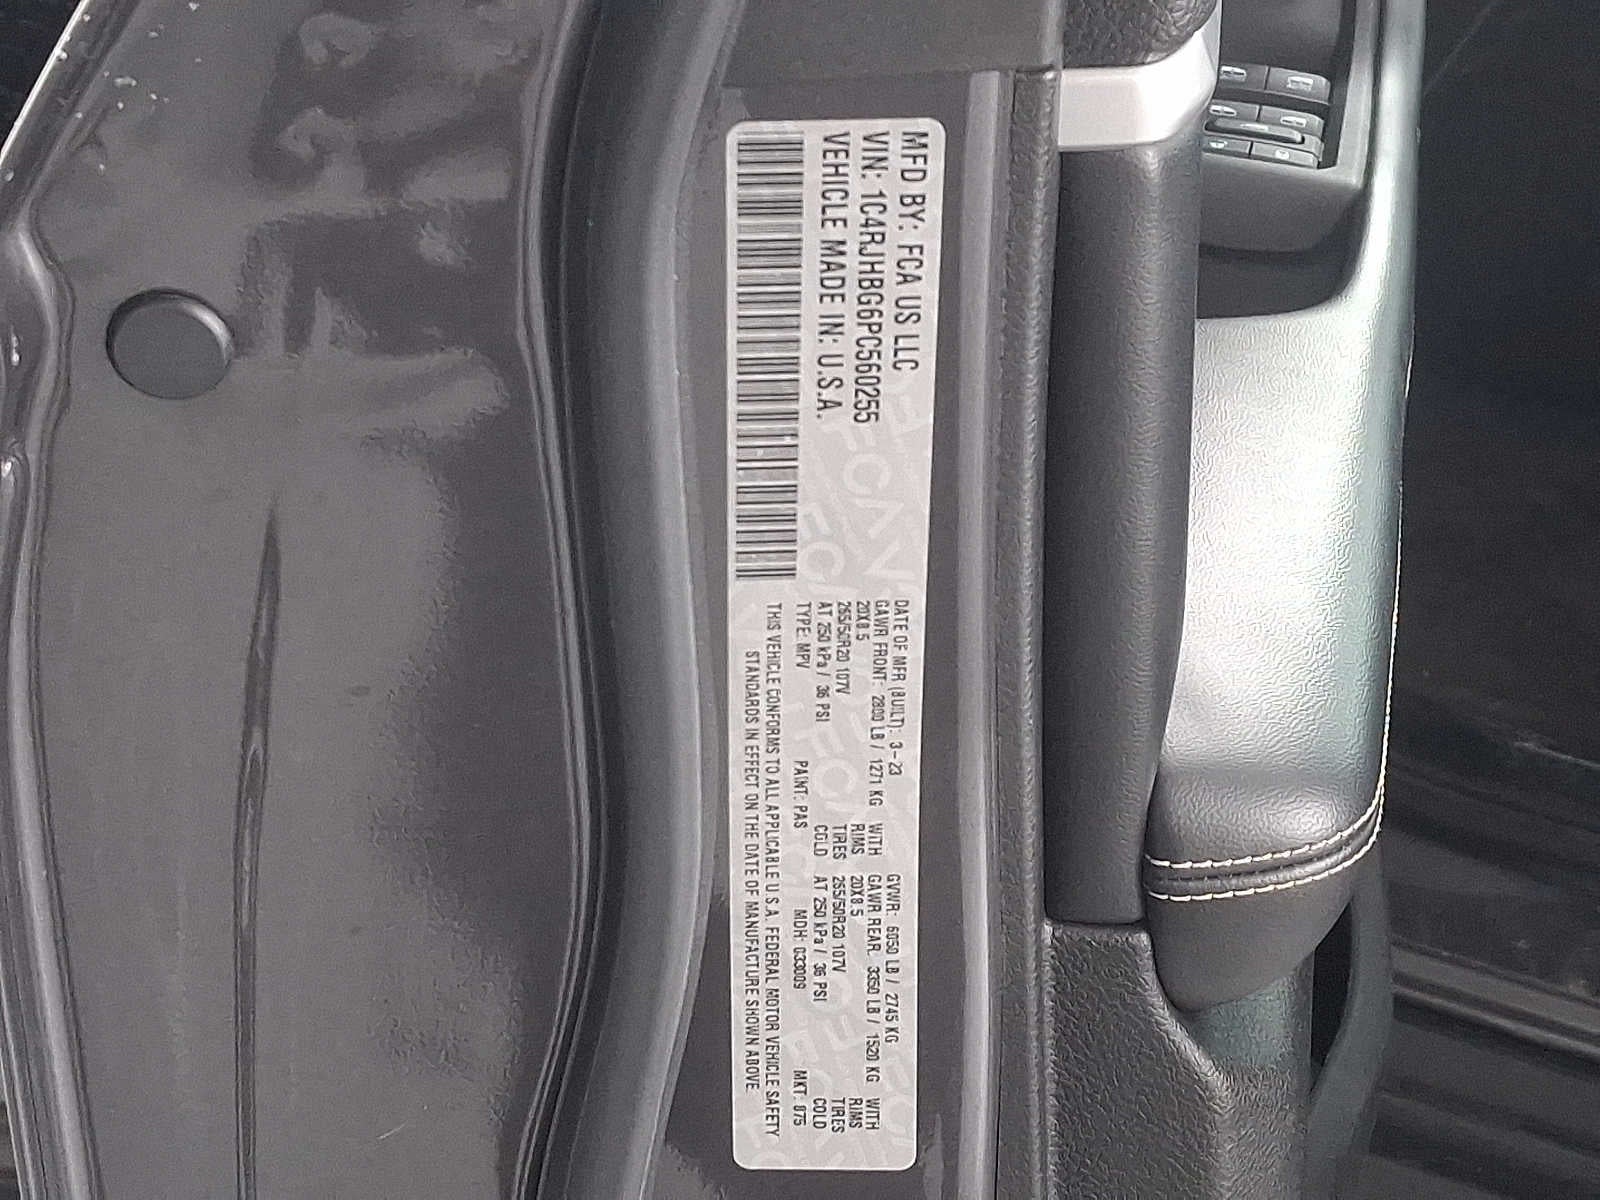 MFD BY: FCA US LLC
VIN: 1C4RJHBG6PC560255
VEHICLE MADE IN: U.S.A.
DATE OF MFR (BUILT): 3-23 GVWR: 6050 LB / 2745 KG
GAWR FRONT: 2800 LB / 1271 KG WITH GAWR REAR: 3350 LB / 1520 KG WITH
20X8.5 RIMS 20X8.5 RIMS
265/50R20 107V TIRES 265/50R20 107V TIRES
AT 250 kPa / 36 PSI COLD AT 250 kPa / 36 PSI COLD
TYPE: MPV PAINT: PAS MDH: 033009 MKT: 875
THIS VEHICLE CONFORMS TO ALL APPLICABLE U.S.A. FEDERAL MOTOR VEHICLE SAFETY
STANDARDS IN EFFECT ON THE DATE OF MANUFACTURE SHOWN ABOVE.